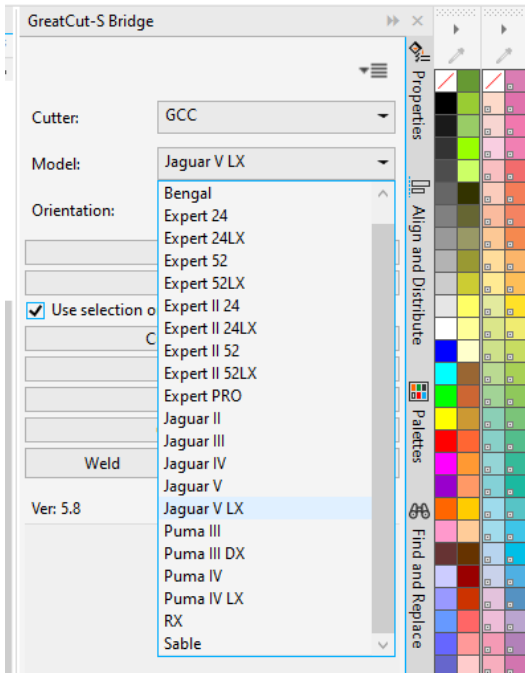 GreatCut-S Bridge
Cutter: GCC
Model: Jaguar V LX
Orientation:
Bengal
Expert 24
Expert 24LX
Expert 52
Expert 52LX
Expert II 24
Expert II 24LX
Expert II 52
Expert II 52LX
Expert PRO
Jaguar II
Jaguar III
Jaguar IV
Jaguar V
Jaguar V LX
Puma III
Puma III DX
Puma IV
Puma IV LX
RX
Sable
Use selection o
C
Weld
Ver: 5.8
Properties
Align and Distribute
Palettes
Find and Replace